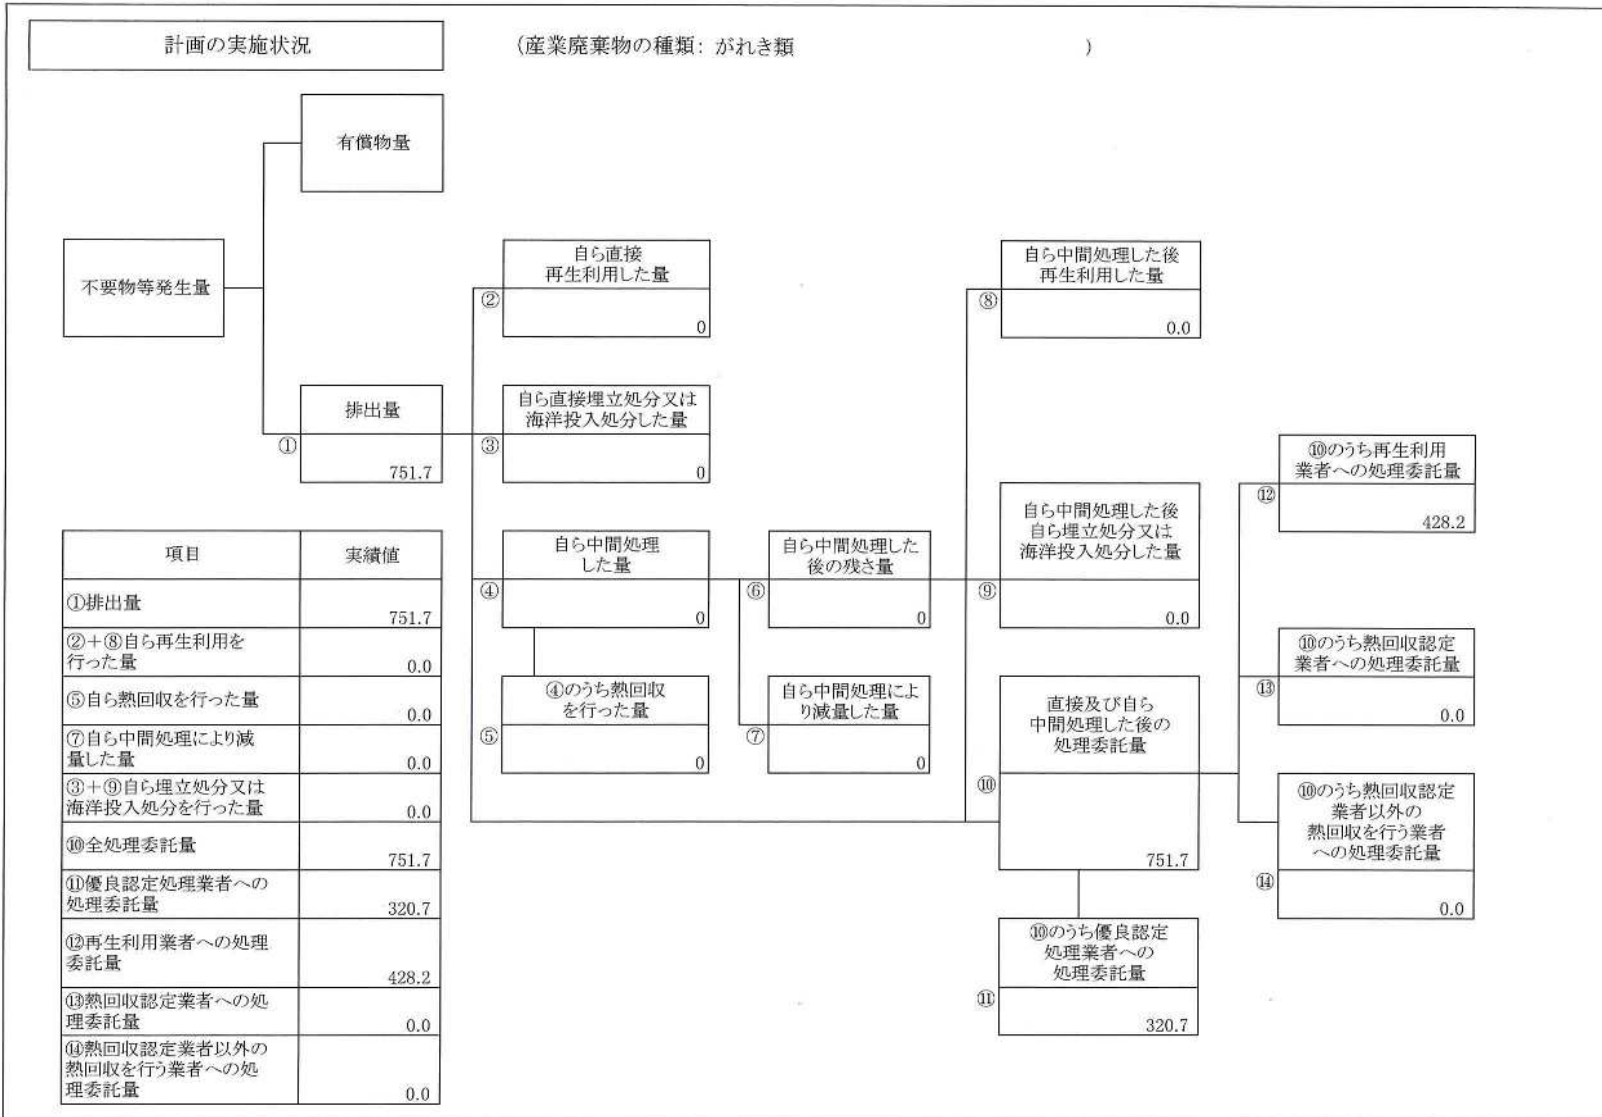 計画の実施状況
(産業廃棄物の種類: がれき類 )
有償物量
不要物等発生量
自ら直接
再生利用した量
②
0
自ら中間処理した後
再生利用した量
⑧
0.0
排出量
①
751.7
自ら直接埋立処分又は
海洋投入処分した量
③
0
⑩のうち再生利用
業者への処理委託量
⑫
428.2
自ら中間処理
した量
④
0
自ら中間処理した
後の残さ量
⑥
0
自ら中間処理した後
自ら埋立処分又は
海洋投入処分した量
⑨
0.0
⑩のうち熱回収認定
業者への処理委託量
⑬
0.0
④のうち熱回収
を行った量
⑤
0
自ら中間処理によ
り減量した量
⑦
0
直接及び自ら
中間処理した後の
処理委託量
⑩
751.7
⑩のうち熱回収認定
業者以外の
熱回収を行う業者
への処理委託量
⑭
0.0
⑩のうち優良認定
処理業者への
処理委託量
⑪
320.7
項目 実績値
①排出量
751.7
②+⑧自ら再生利用を
行った量
0.0
⑤自ら熱回収を行った量
0.0
⑦自ら中間処理により減
量した量
0.0
③+⑨自ら埋立処分又は
海洋投入処分を行った量
0.0
⑩全処理委託量
751.7
⑪優良認定処理業者への
処理委託量
320.7
⑫再生利用業者への処理
委託量
428.2
⑬熱回収認定業者への処
理委託量
0.0
⑭熱回収認定業者以外の
熱回収を行う業者への処
理委託量
0.0